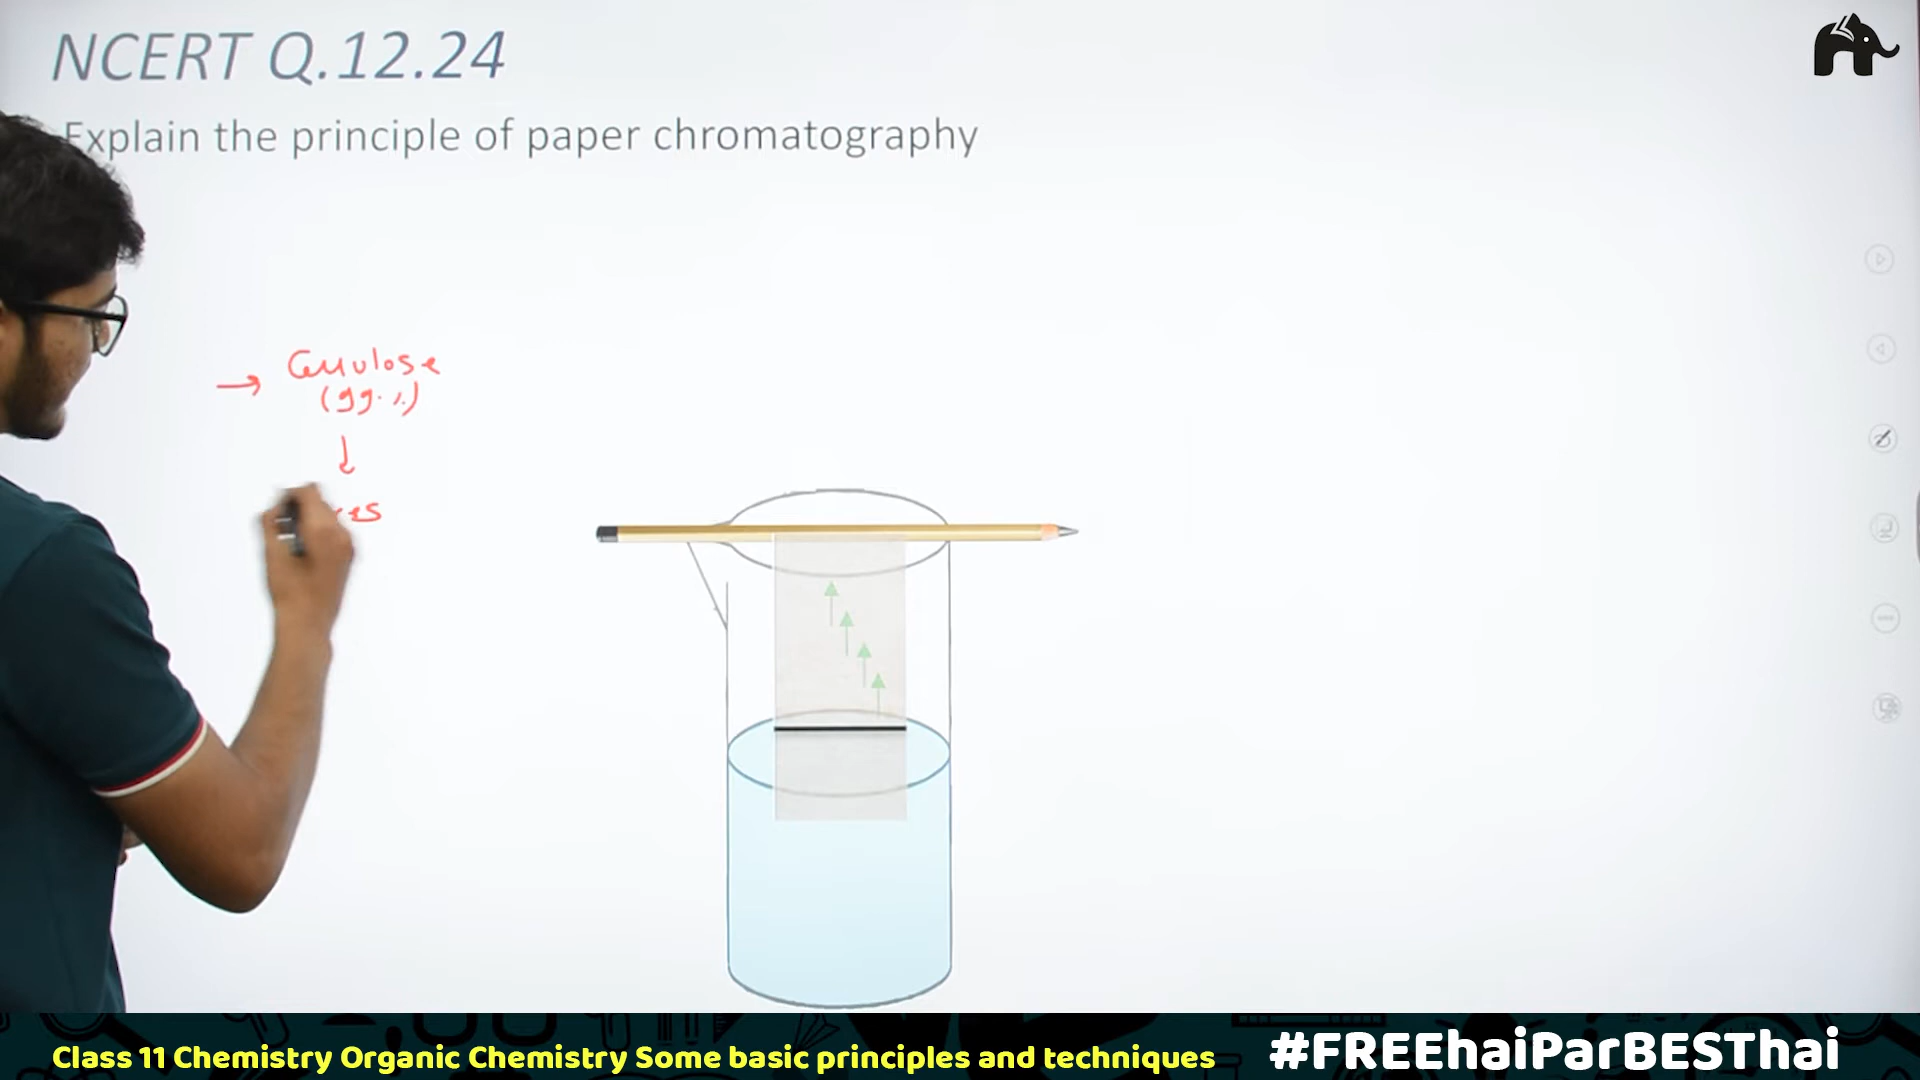 NCERT Q.12.24
Explain the principle of paper chromatography
→ Cellulose
(99.%)
↓
Class 11 Chemistry Organic Chemistry Some basic principles and techniques
#FREEhaiParBESThai